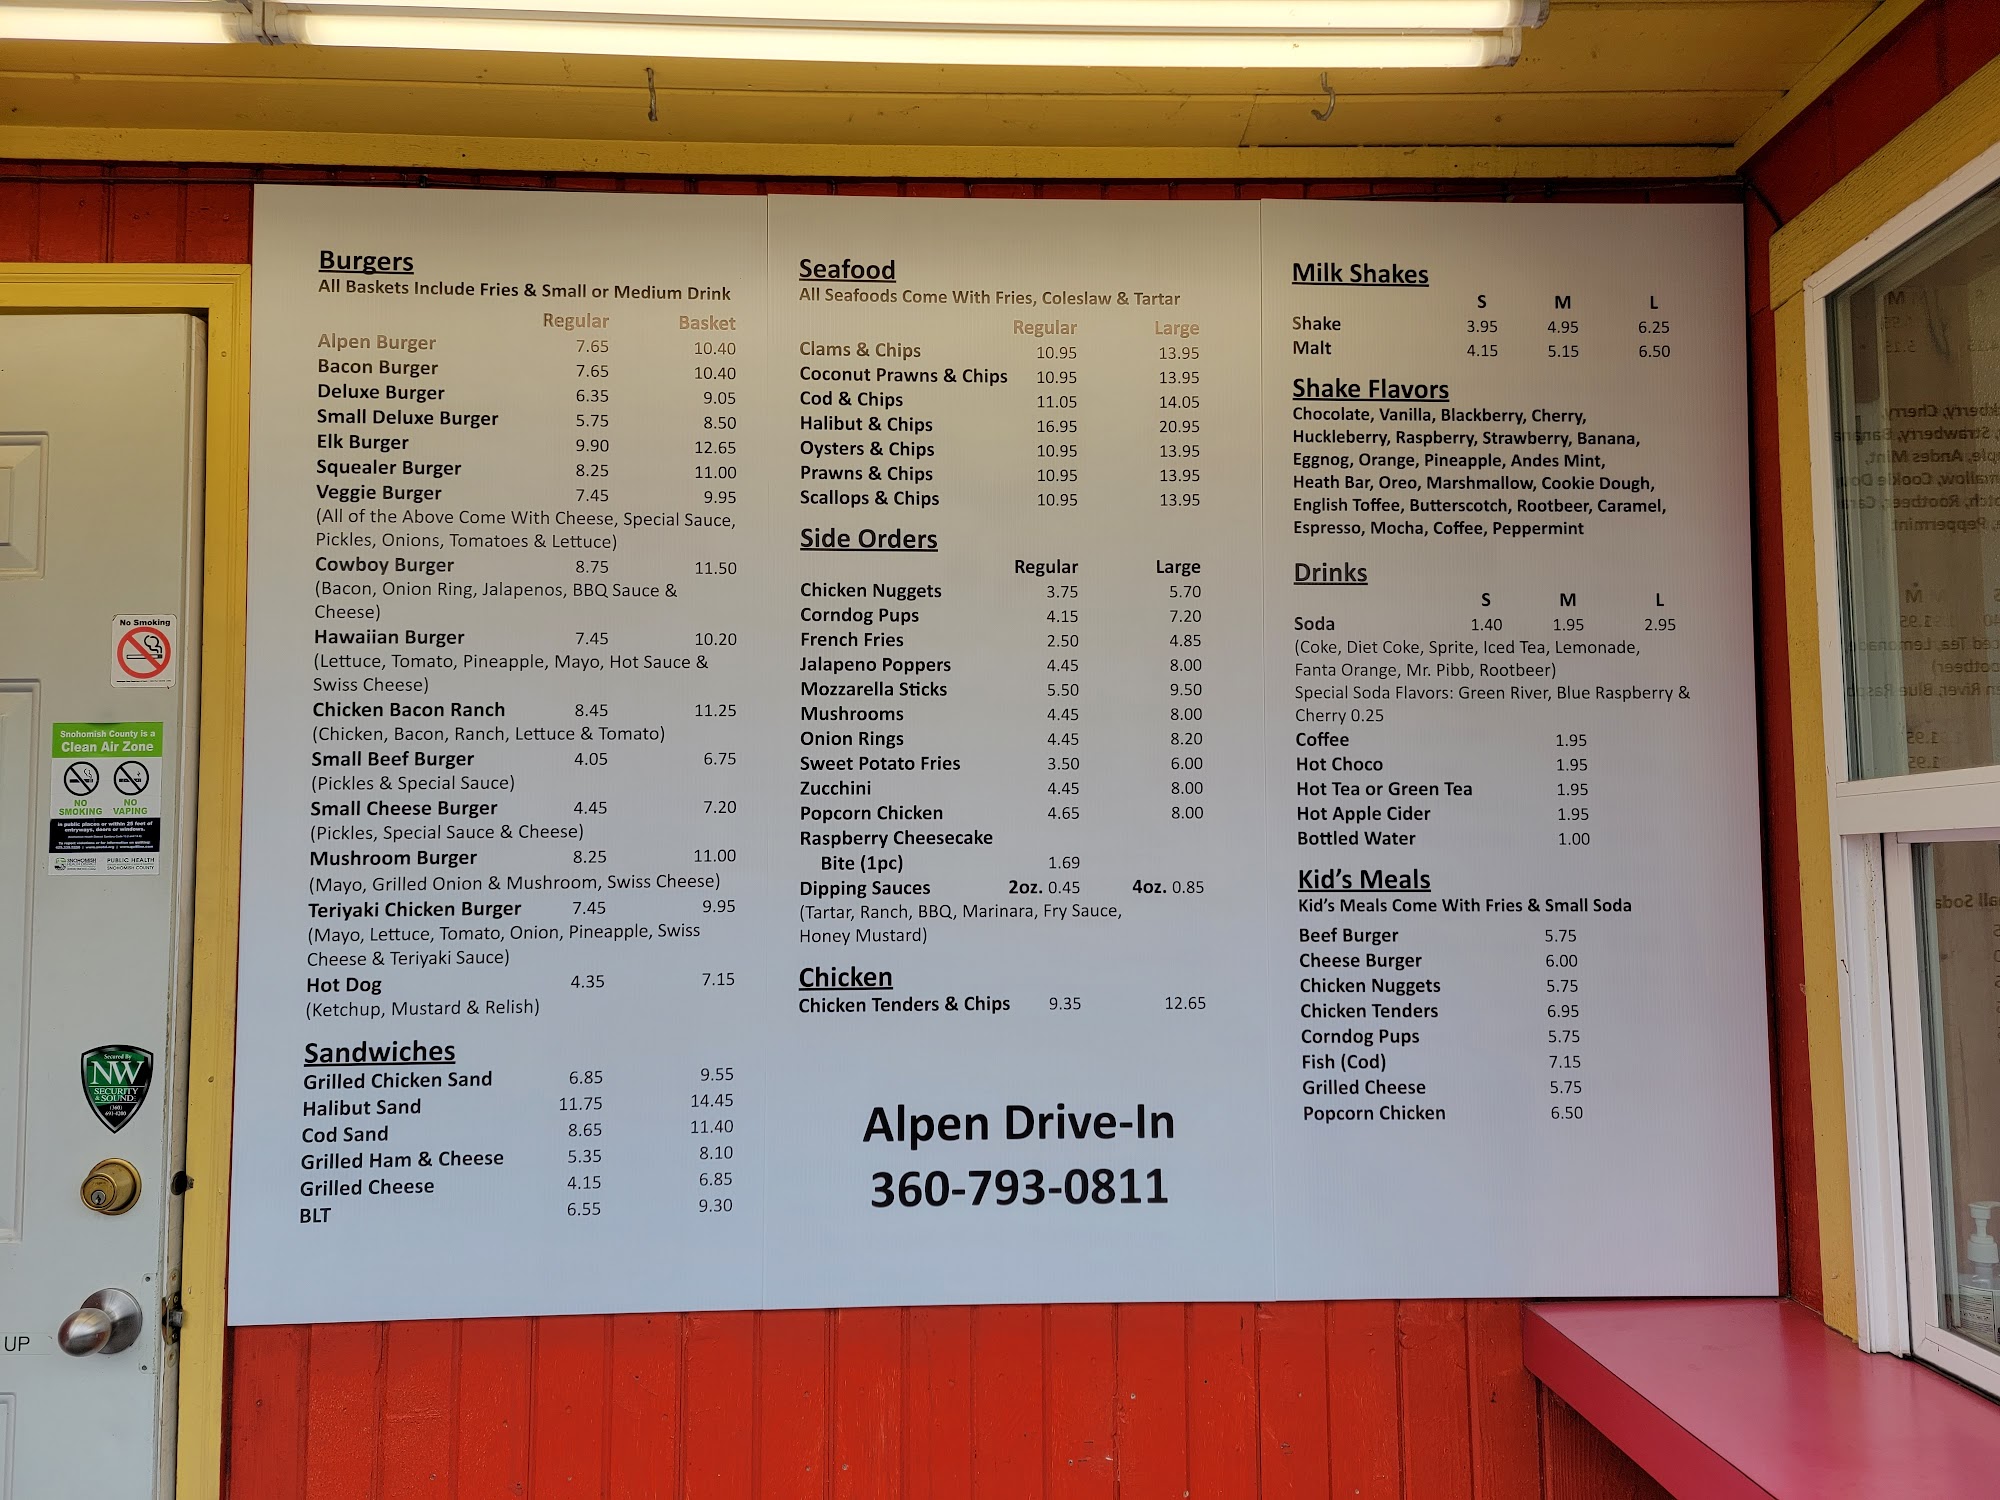 Burgers
All Baskets Include Fries & Small or Medium Drink
Regular Basket
Alpen Burger 7.65 10.40
Bacon Burger 7.65 10.40
Deluxe Burger 6.35 9.05
Small Deluxe Burger 5.75 8.50
Elk Burger 9.90 12.65
Squealer Burger 8.25 11.00
Veggie Burger 7.45 9.95
(All of the Above Come With Cheese, Special Sauce,
Pickles, Onions, Tomatoes & Lettuce)
Cowboy Burger 8.75 11.50
(Bacon, Onion Ring, Jalapenos, BBQ Sauce &
Cheese)
Hawaiian Burger 7.45 10.20
(Lettuce, Tomato, Pineapple, Mayo, Hot Sauce &
Swiss Cheese)
Chicken Bacon Ranch 8.45 11.25
(Chicken, Bacon, Ranch, Lettuce & Tomato)
Small Beef Burger 4.05 6.75
(Pickles & Special Sauce)
Small Cheese Burger 4.45 7.20
(Pickles, Special Sauce & Cheese)
Mushroom Burger 8.25 11.00
(Mayo, Grilled Onion & Mushroom, Swiss Cheese)
Teriyaki Chicken Burger 7.45 9.95
(Mayo, Lettuce, Tomato, Onion, Pineapple, Swiss
Cheese & Teriyaki Sauce)
Hot Dog 4.35 7.15
(Ketchup, Mustard & Relish)
Sandwiches
Grilled Chicken Sand 6.85 9.55
Halibut Sand 11.75 14.45
Cod Sand 8.65 11.40
Grilled Ham & Cheese 5.35 8.10
Grilled Cheese 4.15 6.85
BLT 6.55 9.30
Seafood
All Seafoods Come With Fries, Coleslaw & Tartar
Regular Large
Clams & Chips 10.95 13.95
Coconut Prawns & Chips 10.95 13.95
Cod & Chips 11.05 14.05
Halibut & Chips 16.95 20.95
Oysters & Chips 10.95 13.95
Prawns & Chips 10.95 13.95
Scallops & Chips 10.95 13.95
Side Orders
Regular Large
Chicken Nuggets 3.75 5.70
Corndog Pups 4.15 7.20
French Fries 2.50 4.85
Jalapeno Poppers 4.45 8.00
Mozzarella Sticks 5.50 9.50
Mushrooms 4.45 8.00
Onion Rings 4.45 8.20
Sweet Potato Fries 3.50 6.00
Zucchini 4.45 8.00
Popcorn Chicken 4.65 8.00
Raspberry Cheesecake
Bite (1pc) 1.69
Dipping Sauces 2oz. 0.45 4oz. 0.85
(Tartar, Ranch, BBQ, Marinara, Fry Sauce,
Honey Mustard)
Chicken
Chicken Tenders & Chips 9.35 12.65
Alpen Drive-In
360-793-0811
Milk Shakes
S M L
Shake 3.95 4.95 6.25
Malt 4.15 5.15 6.50
Shake Flavors
Chocolate, Vanilla, Blackberry, Cherry,
Huckleberry, Raspberry, Strawberry, Banana,
Eggnog, Orange, Pineapple, Andes Mint,
Heath Bar, Oreo, Marshmallow, Cookie Dough,
English Toffee, Butterscotch, Rootbeer, Caramel,
Espresso, Mocha, Coffee, Peppermint
Drinks
S M L
Soda 1.40 1.95 2.95
(Coke, Diet Coke, Sprite, Iced Tea, Lemonade,
Fanta Orange, Mr. Pibb, Rootbeer)
Special Soda Flavors: Green River, Blue Raspberry &
Cherry 0.25
Coffee 1.95
Hot Choco 1.95
Hot Tea or Green Tea 1.95
Hot Apple Cider 1.95
Bottled Water 1.00
Kid's Meals
Kid's Meals Come With Fries & Small Soda
Beef Burger 5.75
Cheese Burger 6.00
Chicken Nuggets 5.75
Chicken Tenders 6.95
Corndog Pups 5.75
Fish (Cod) 7.15
Grilled Cheese 5.75
Popcorn Chicken 6.50
No Smoking
Snohomish County is a
Clean Air Zone
NO SMOKING
NO VAPING
in public places or within 25 feet of
entryways, doors or windows.
SNOHOMISH
PUBLIC HEALTH
SNOHOMISH COUNTY
Secured By
NW
SECURITY
& SOUND
(360)
691-4200
UP